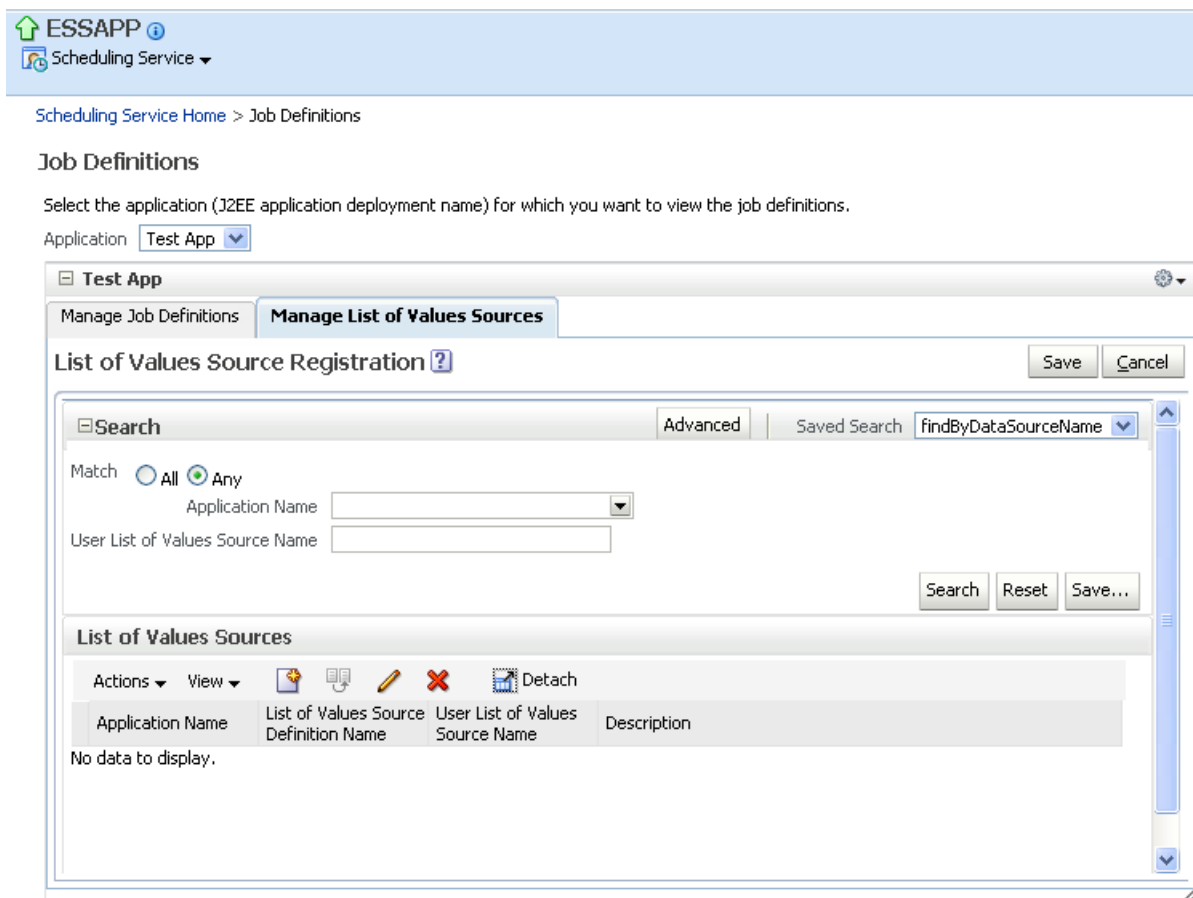 ESSAPP
Scheduling Service
Scheduling Service Home > Job Definitions
Job Definitions
Select the application (J2EE application deployment name) for which you want to view the job definitions.
Application Test App
Test App
Manage Job Definitions Manage List of Values Sources
List of Values Source Registration ? Save Cancel
Search Advanced Saved Search findByDataSourceName
Match All Any
Application Name
User List of Values Source Name
Search Reset Save...
List of Values Sources
Actions View Detach
Application Name List of Values Source Definition Name User List of Values Source Name Description
No data to display.